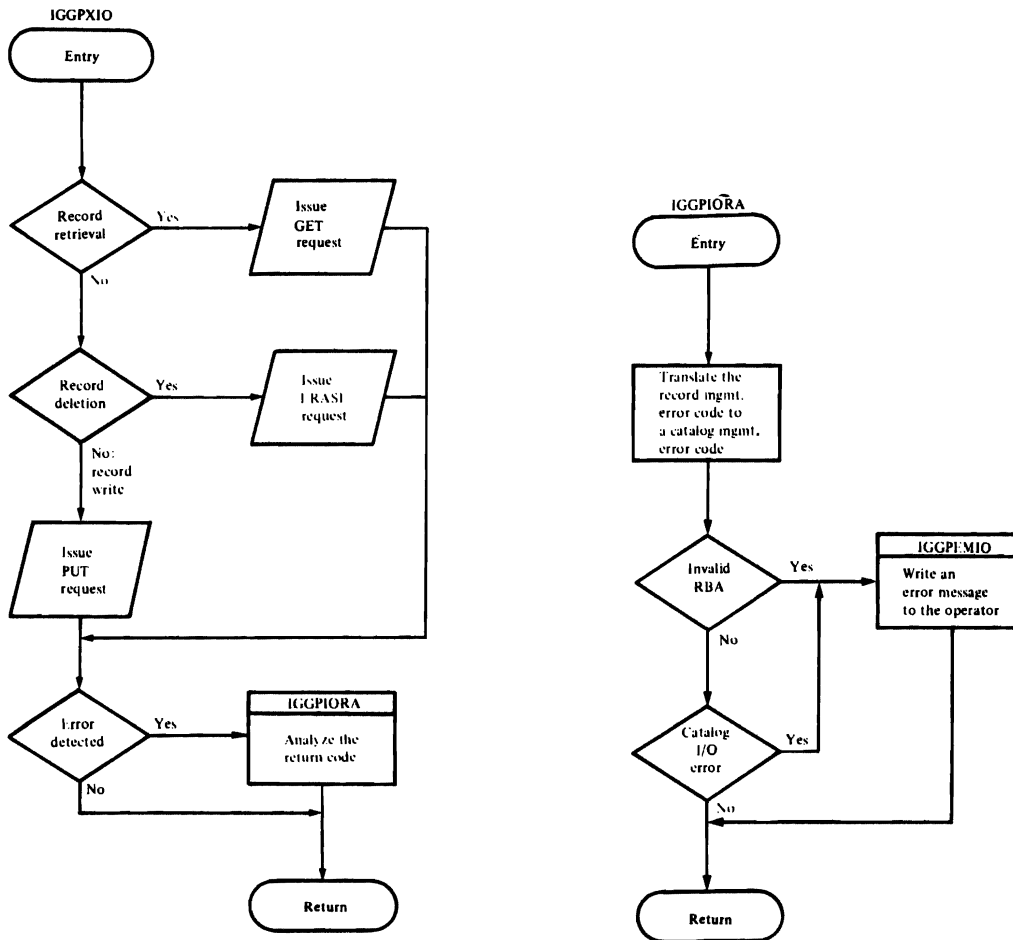 IGGPXIO
Entry
Record
retrieval
Yes
Issue
GET
request
No
Record
deletion
Yes
Issue
ERASE
request
No:
record
write
Issue
PUT
request
Error
detected
Yes
IGGPIORA
Analyze the
return code
No
Return
IGGPIORA
Entry
Translate the
record mgmt.
error code to
a catalog mgmt.
error code
Invalid
RBA
Yes
IGGPEMIO
Write an
error message
to the operator
No
Catalog
I/O
error
Yes
No
Return